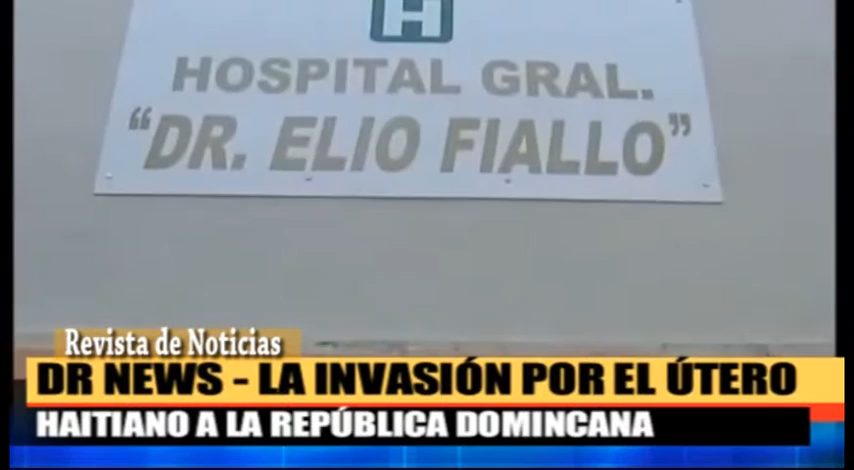 H
HOSPITAL GRAL.
“DR. ELIO FIALLO”
Revista de Noticias
DR NEWS - LA INVASIÓN POR EL ÚTERO
HAITIANO A LA REPÚBLICA DOMINCANA